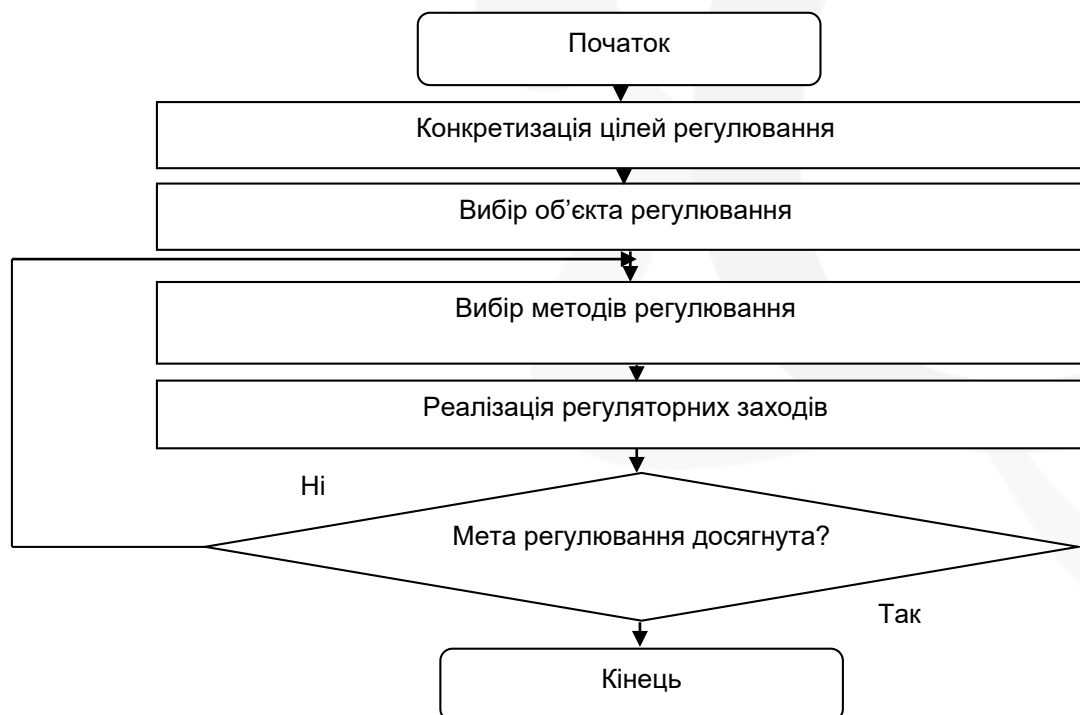 Початок
Конкретизація цілей регулювання
Вибір об’єкта регулювання
Вибір методів регулювання
Реалізація регуляторних заходів
Ні
Мета регулювання досягнута?
Так
Кінець